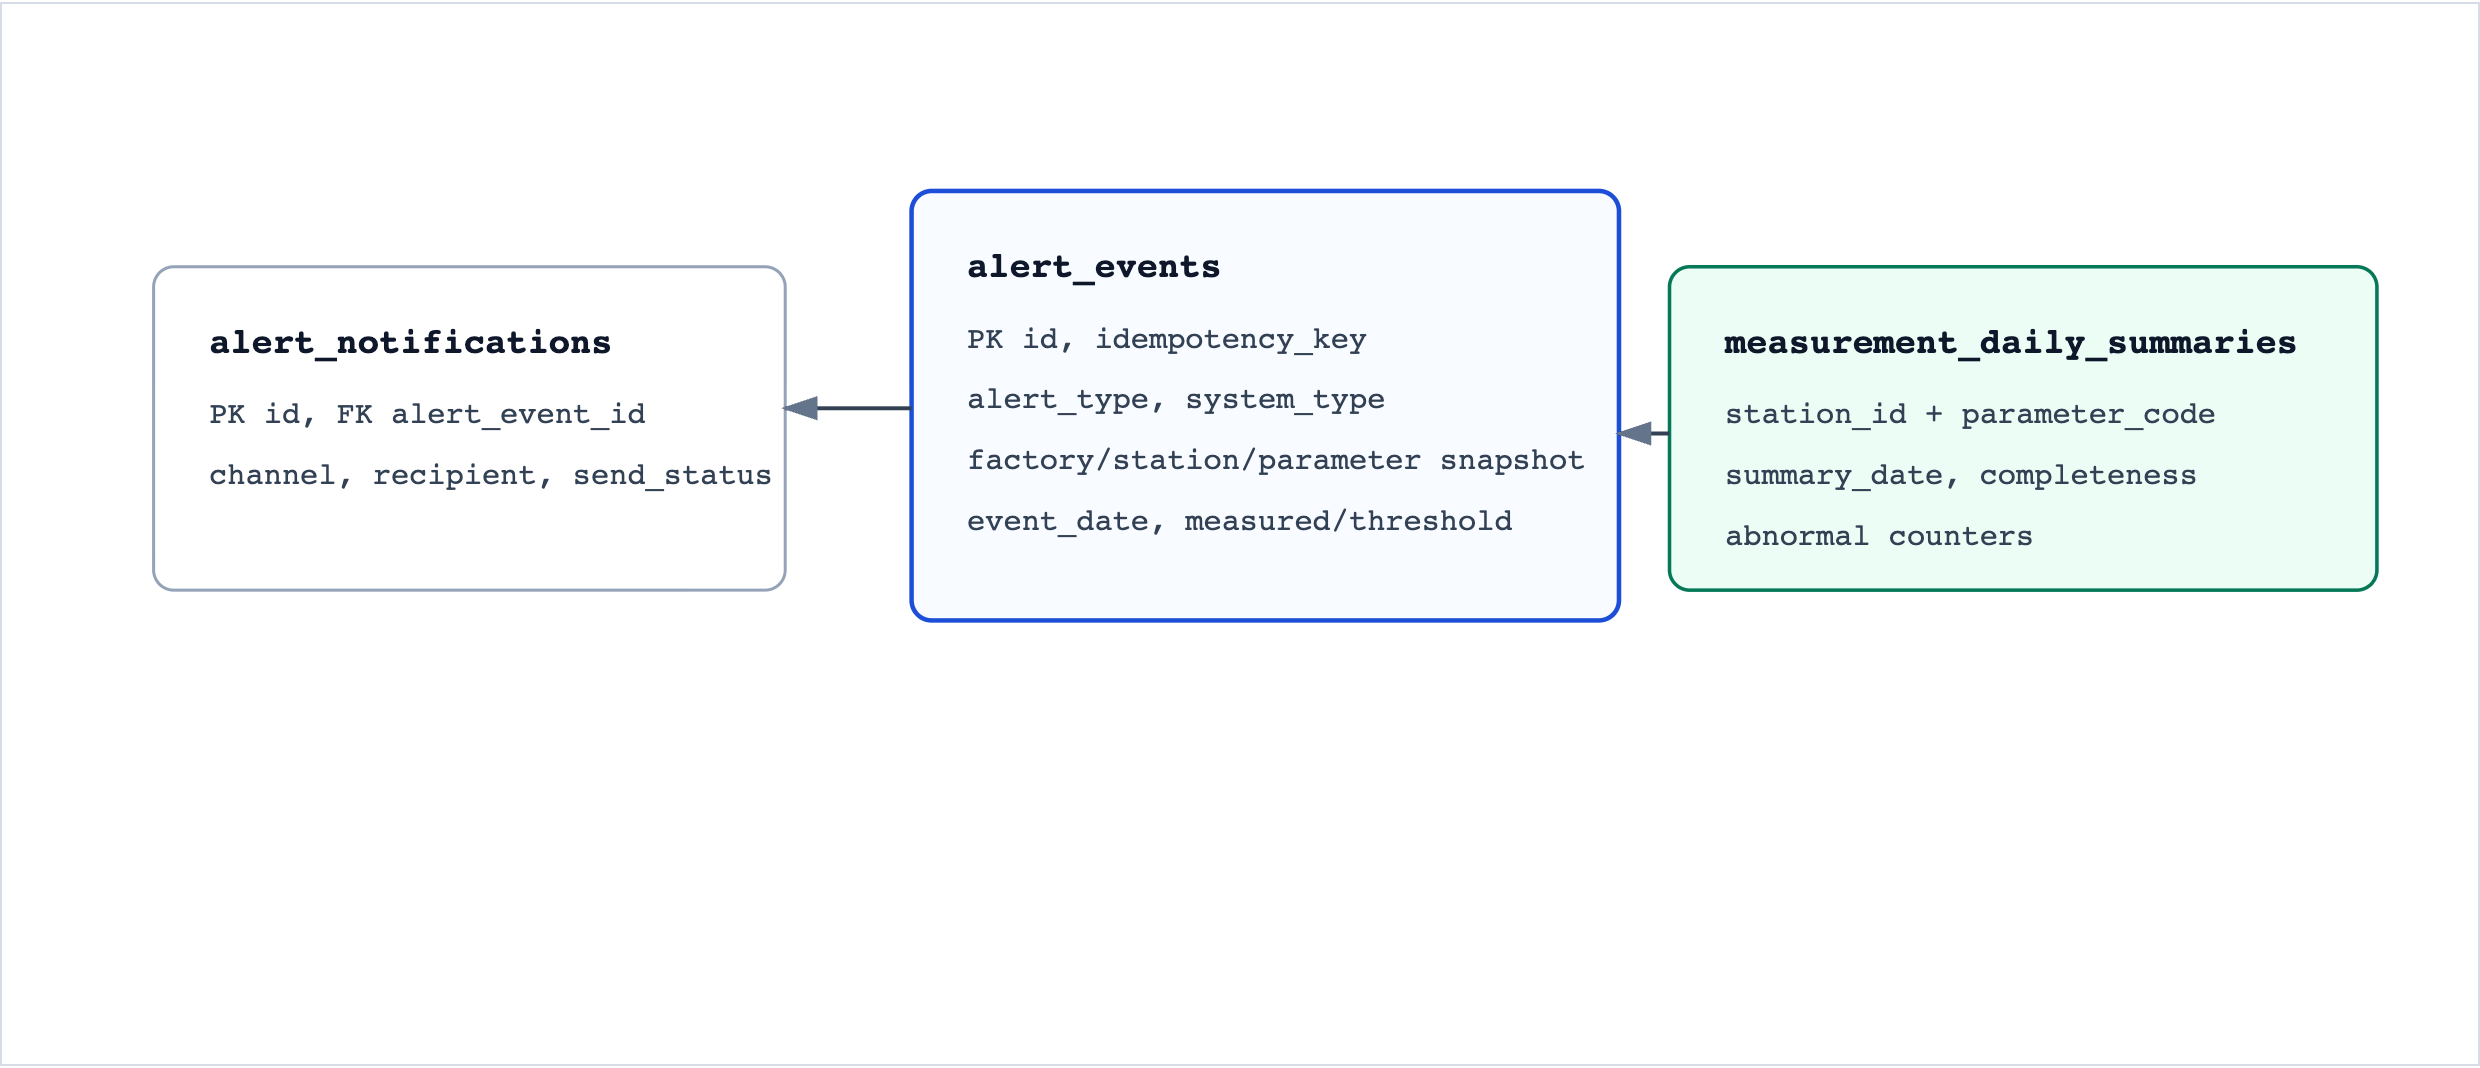 alert_notifications
PK id, FK alert_event_id
channel, recipient, send_status
alert_events
PK id, idempotency_key
alert_type, system_type
factory/station/parameter snapshot
event_date, measured/threshold
measurement_daily_summaries
station_id + parameter_code
summary_date, completeness
abnormal counters